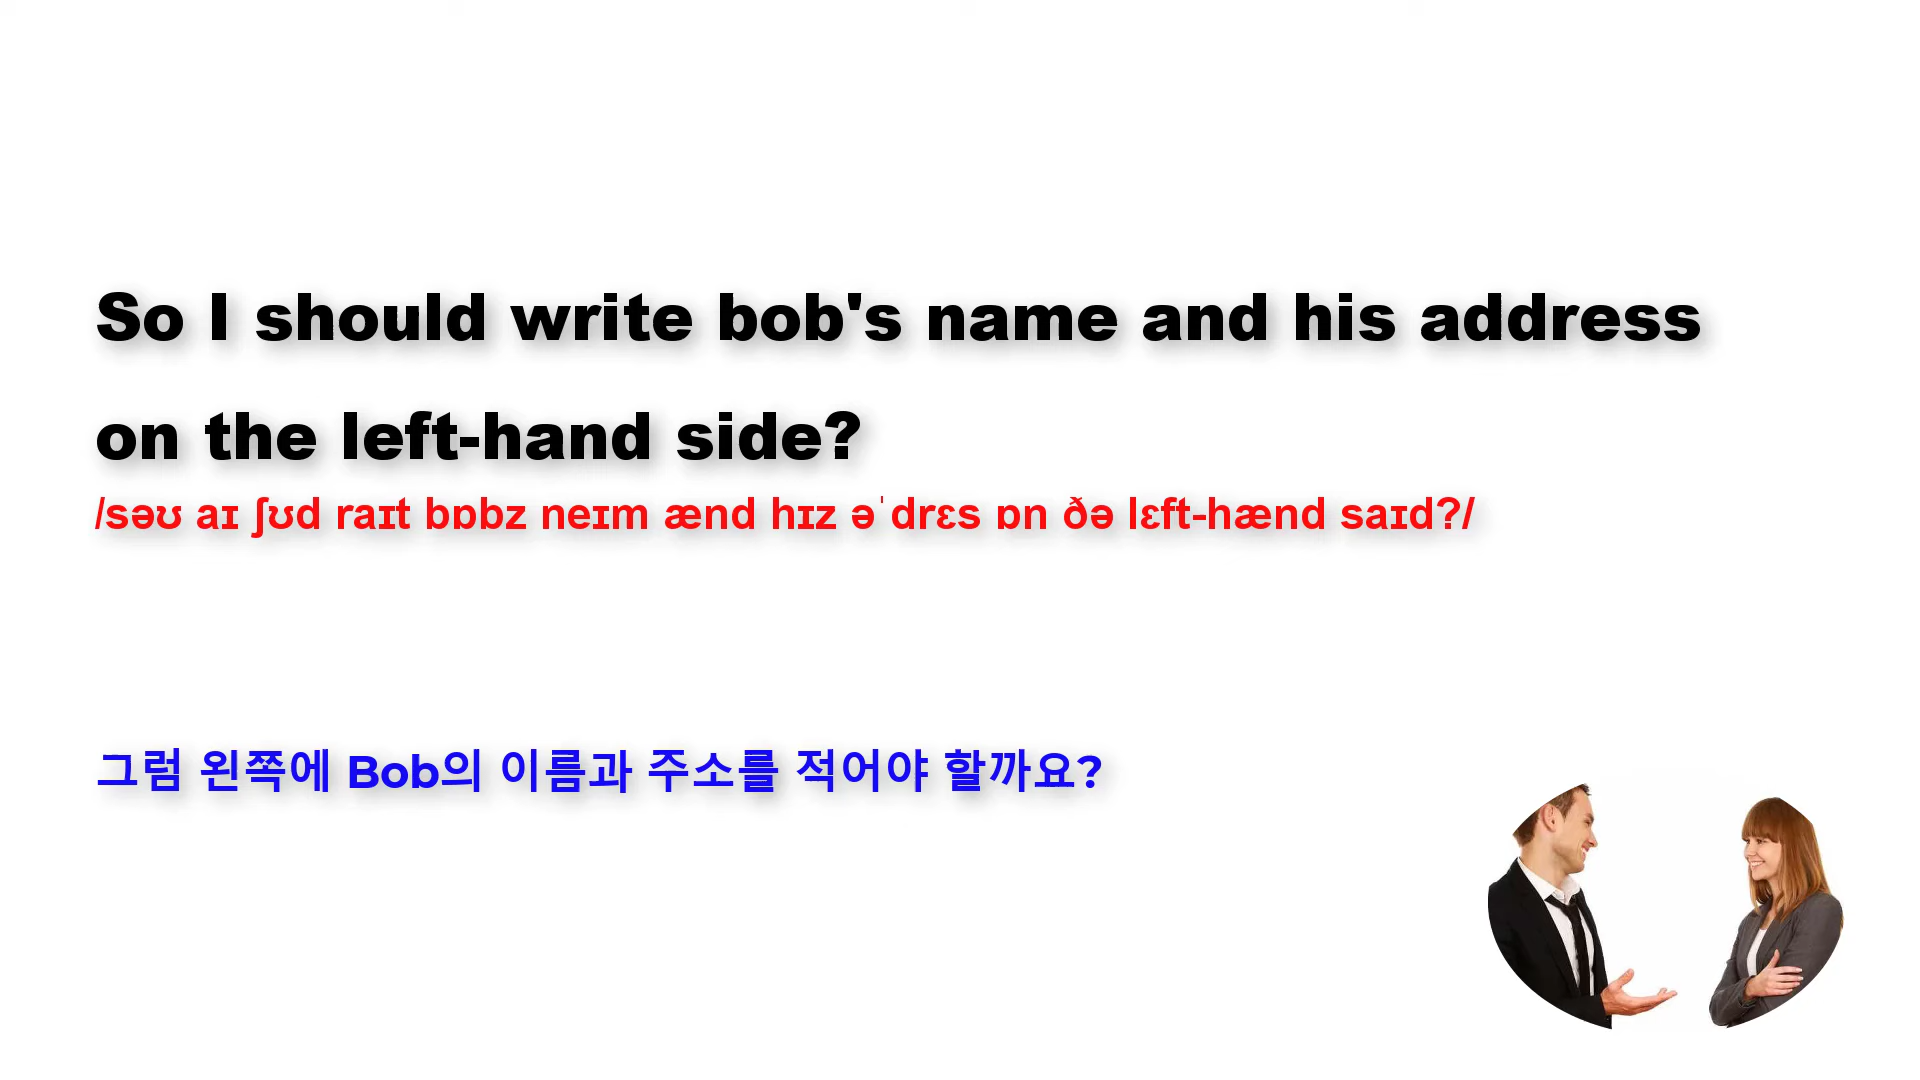 So I should write bob's name and his address
on the left-hand side?
/səʊ aɪ ʃʊd raɪt bɒbz neɪm ænd hɪz əˈdrɛs ɒn ðə lɛft-hænd saɪd?/
그럼 왼쪽에 Bob의 이름과 주소를 적어야 할까요?